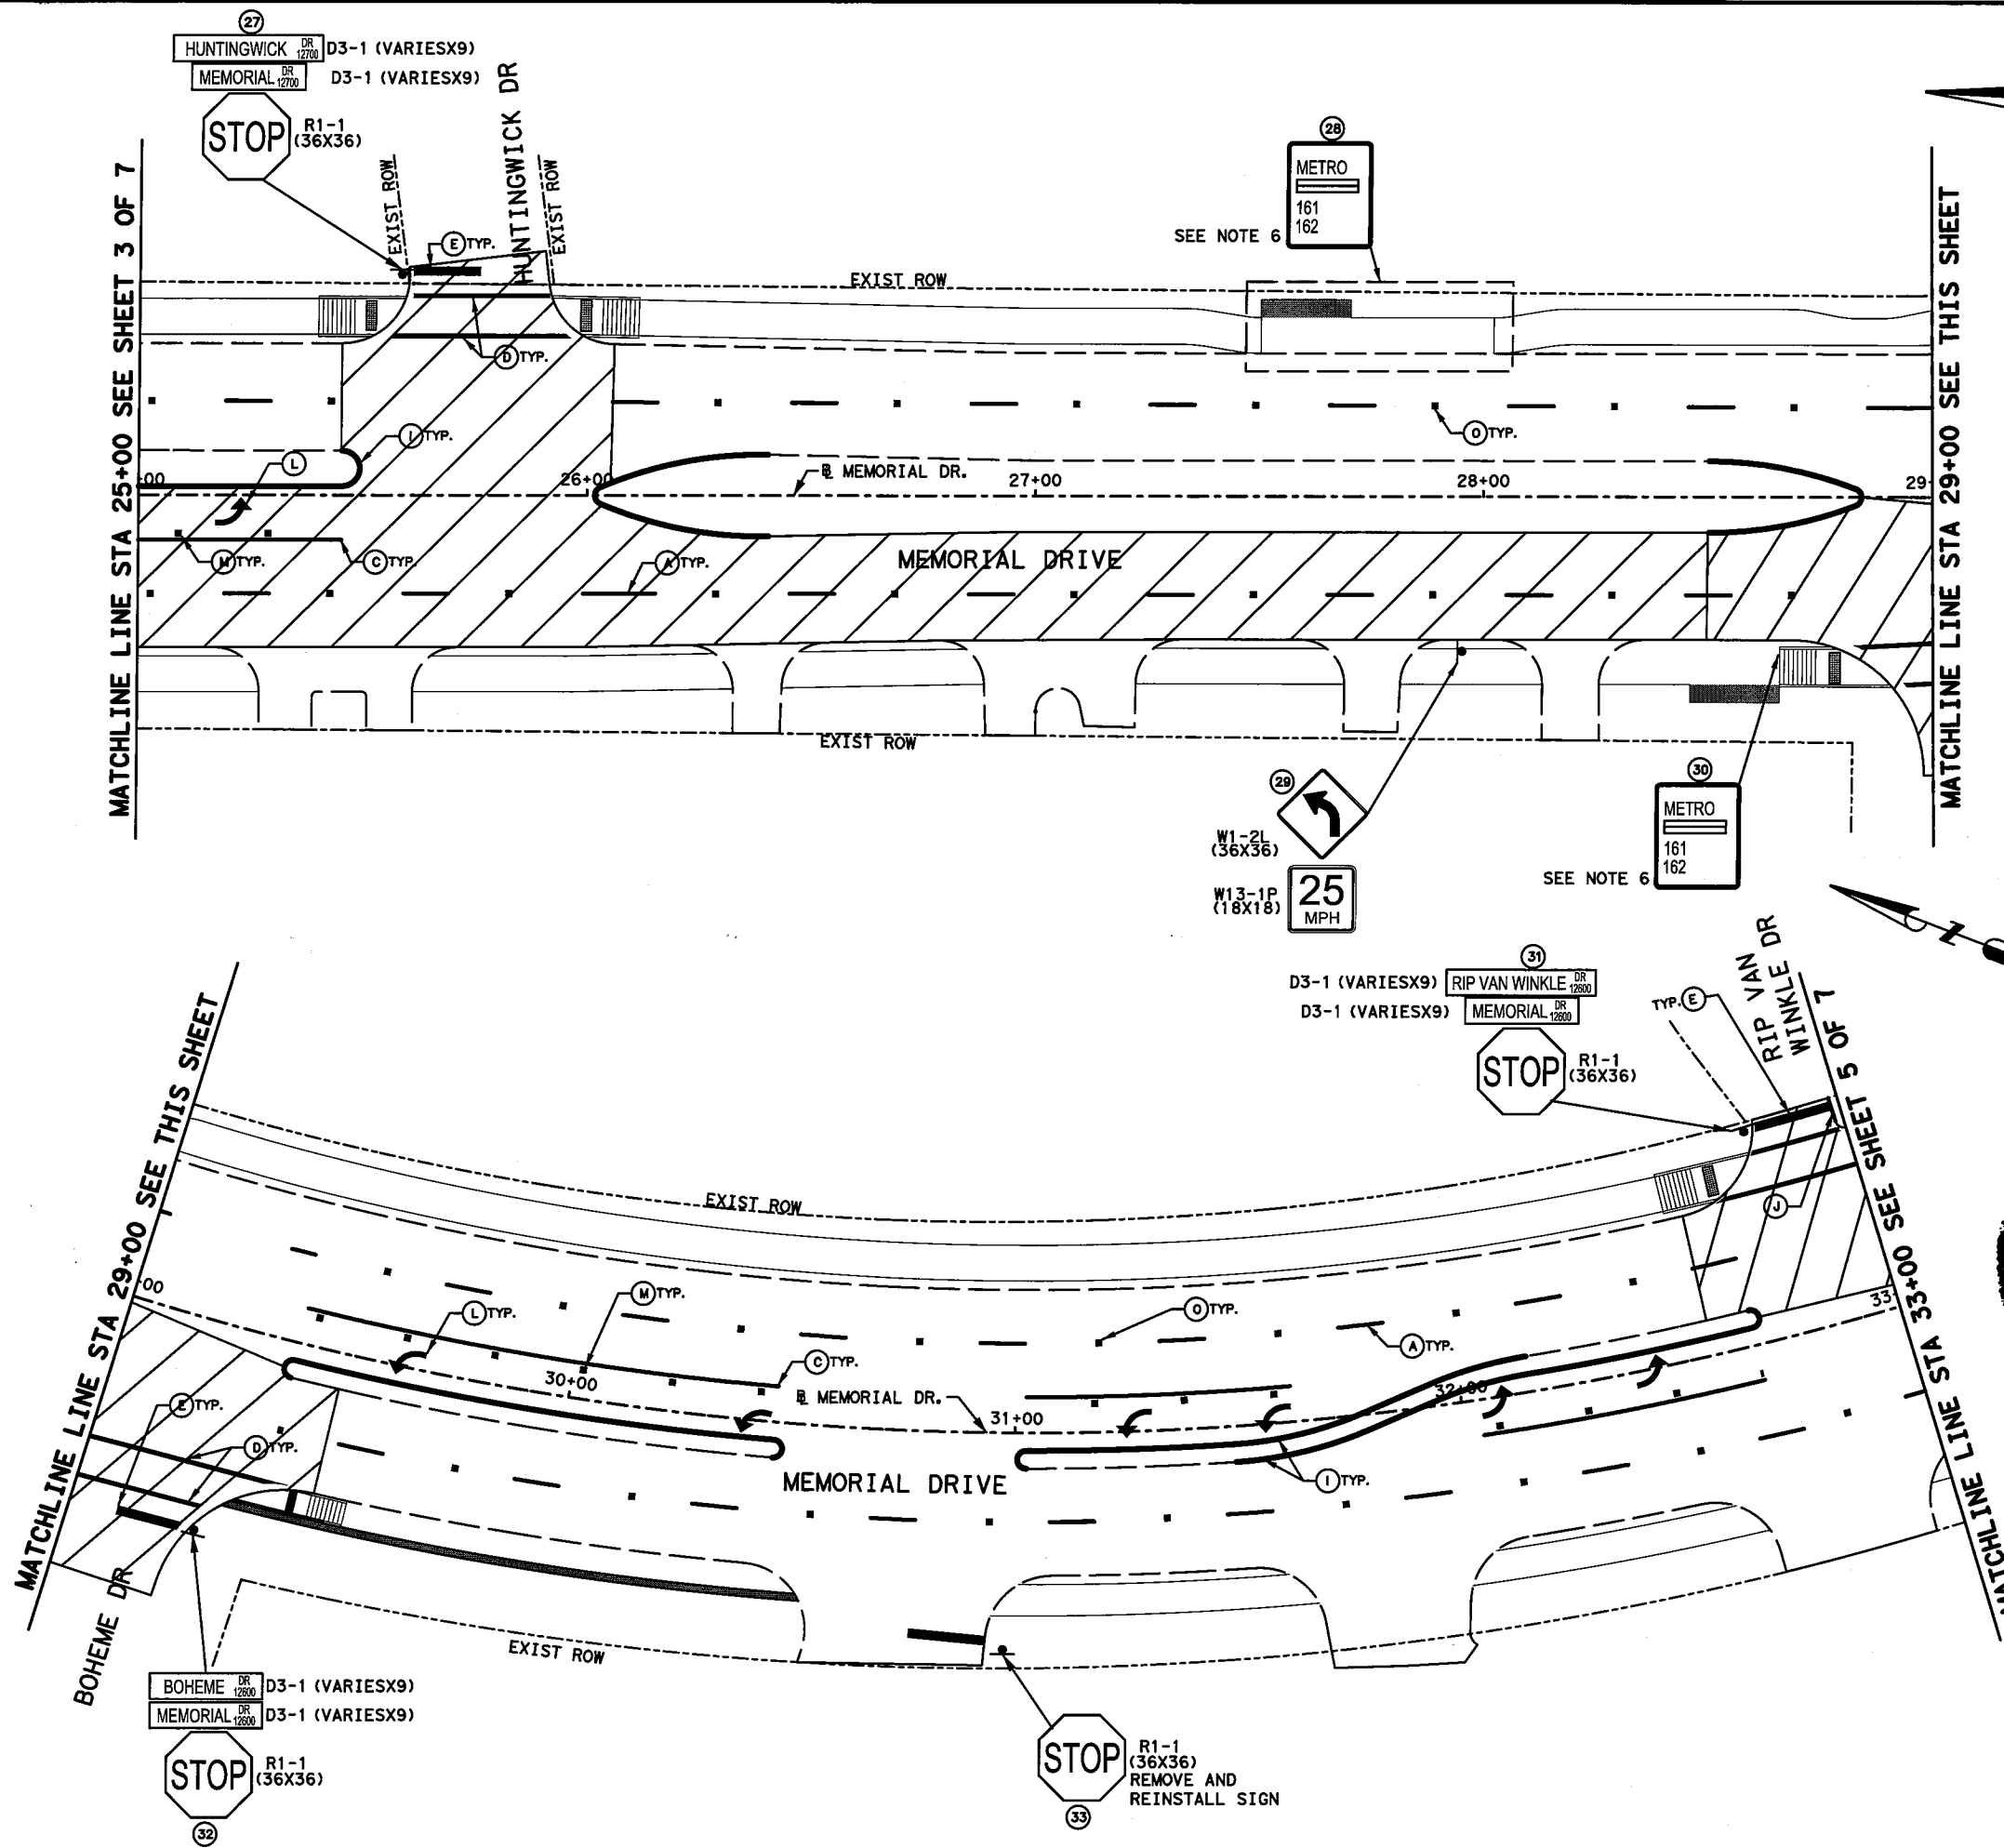 27
HUNTINGWICK DR 12700 D3-1 (VARIESX9)
MEMORIAL DR 12700 D3-1 (VARIESX9)
STOP
R1-1
(36X36)
EXIST ROW
HUNTINGWICK DR
EXIST ROW
E TYP.
D TYP.
MATCHLINE LINE STA 25+00 SEE SHEET 3 OF 7
28
METRO
161
162
SEE NOTE 6
EXIST ROW
MATCHLINE LINE STA 29+00 SEE THIS SHEET
I TYP.
L
O TYP.
00
26+00
℄ MEMORIAL DR.
27+00
28+00
29
M TYP.
C TYP.
A TYP.
MEMORIAL DRIVE
EXIST ROW
29
W1-2L
(36X36)
W13-1P
(18X18)
25
MPH
30
METRO
161
162
SEE NOTE 6
Z
31
D3-1 (VARIESX9) RIP VAN WINKLE DR 12600
D3-1 (VARIESX9) MEMORIAL DR 12600
STOP
R1-1
(36X36)
TYP. E
RIP VAN
WINKLE DR
MATCHLINE LINE STA 29+00 SEE THIS SHEET
MATCHLINE LINE STA 33+00 SEE SHEET 5 OF 7
EXIST ROW
J
00
L TYP.
M TYP.
O TYP.
A TYP.
C TYP.
30+00
℄ MEMORIAL DR.
31+00
32+00
33
E TYP.
D TYP.
MEMORIAL DRIVE
I TYP.
BOHEME DR
EXIST ROW
BOHEME DR 12600 D3-1 (VARIESX9)
MEMORIAL DR 12600 D3-1 (VARIESX9)
STOP
R1-1
(36X36)
32
STOP
R1-1
(36X36)
REMOVE AND
REINSTALL SIGN
33